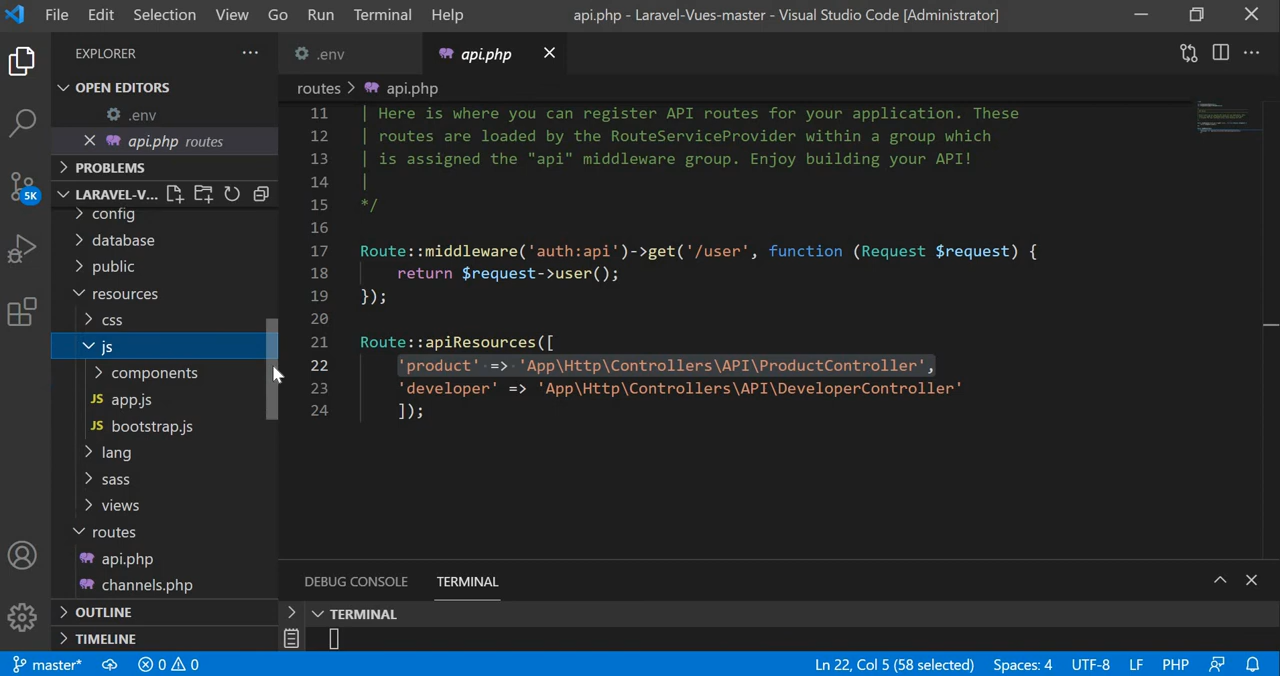 File Edit Selection View Go Run Terminal Help
api.php - Laravel-Vues-master - Visual Studio Code [Administrator]
EXPLORER
OPEN EDITORS
.env
api.php routes
PROBLEMS
LARAVEL-V...
config
database
public
resources
css
js
components
JS app.js
JS bootstrap.js
lang
sass
views
routes
api.php
channels.php
OUTLINE
TIMELINE
5K
.env
api.php
routes > api.php
11 | Here is where you can register API routes for your application. These
12 | routes are loaded by the RouteServiceProvider within a group which
13 | is assigned the "api" middleware group. Enjoy building your API!
14 |
15 */
16
17 Route::middleware('auth:api')->get('/user', function (Request $request) {
18 return $request->user();
19 });
20
21 Route::apiResources([
22 'product' => 'App\Http\Controllers\API\ProductController',
23 'developer' => 'App\Http\Controllers\API\DeveloperController'
24 ]);
DEBUG CONSOLE TERMINAL
TERMINAL
master* 0 0
Ln 22, Col 5 (58 selected) Spaces: 4 UTF-8 LF PHP